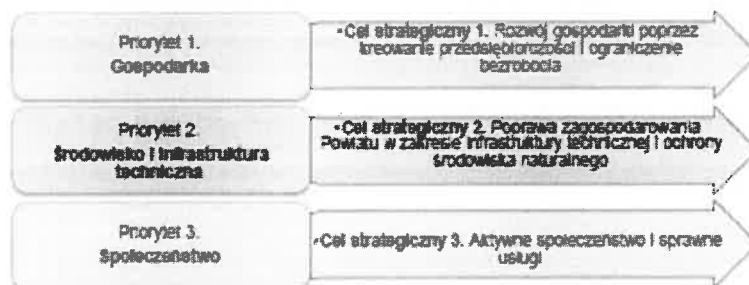 Priorytet 1.
Gospodarka
•Cel strategiczny 1. Rozwój gospodarki poprzez
kreowanie przedsiębiorczości i ograniczenie
bezrobocia
Priorytet 2.
Środowisko i infrastruktura
techniczna
•Cel strategiczny 2. Poprawa zagospodarowania
Powiatu w zakresie infrastruktury technicznej i ochrony
środowiska naturalnego
Priorytet 3.
Społeczeństwo
•Cel strategiczny 3. Aktywne społeczeństwo i sprawne
usługi